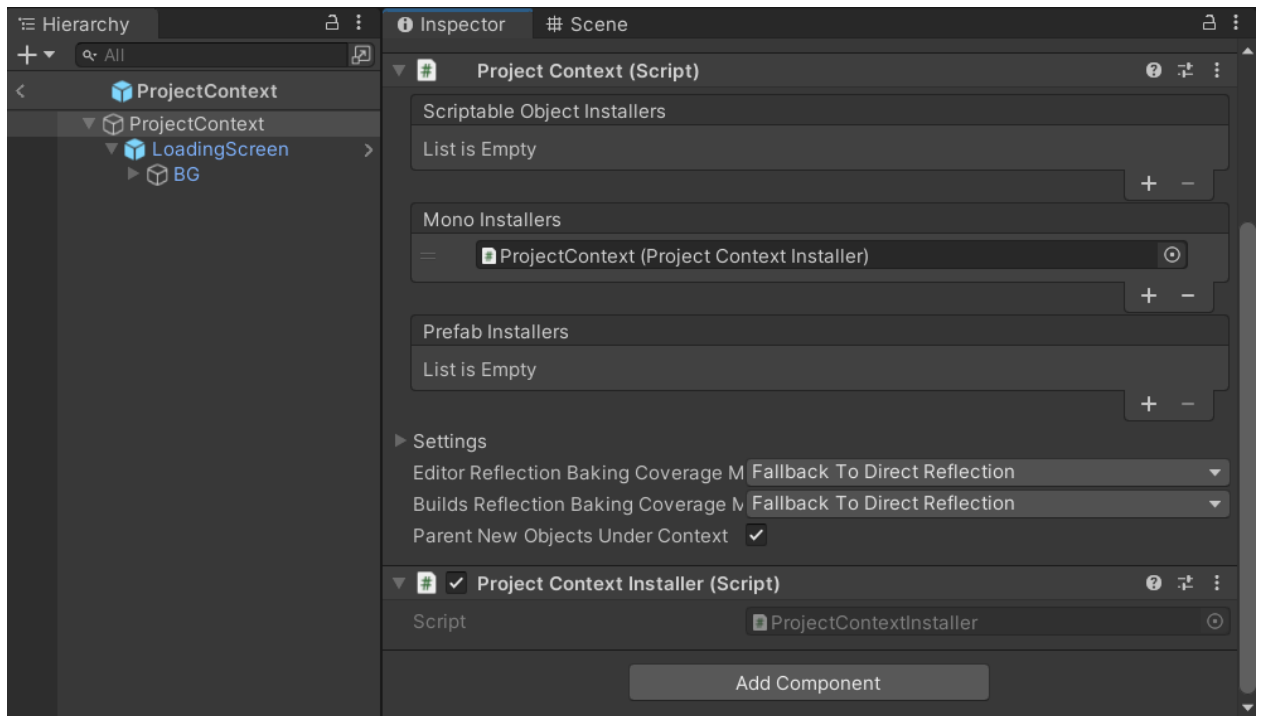 Hierarchy
All
ProjectContext
ProjectContext
LoadingScreen
BG
Inspector
Scene
Project Context (Script)
Scriptable Object Installers
List is Empty
Mono Installers
ProjectContext (Project Context Installer)
Prefab Installers
List is Empty
Settings
Editor Reflection Baking Coverage M Fallback To Direct Reflection
Builds Reflection Baking Coverage M Fallback To Direct Reflection
Parent New Objects Under Context
Project Context Installer (Script)
Script ProjectContextInstaller
Add Component